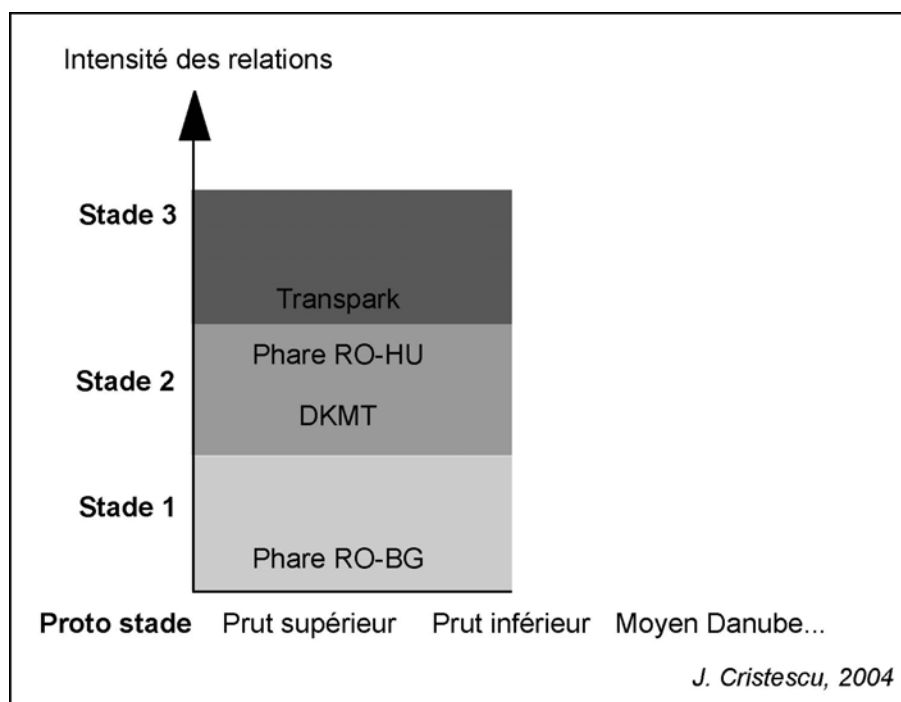 Intensité des relations
Stade 3
Transpark
Phare RO-HU
Stade 2
DKMT
Stade 1
Phare RO-BG
Proto stade Prut supérieur Prut inférieur Moyen Danube...
J. Cristescu, 2004